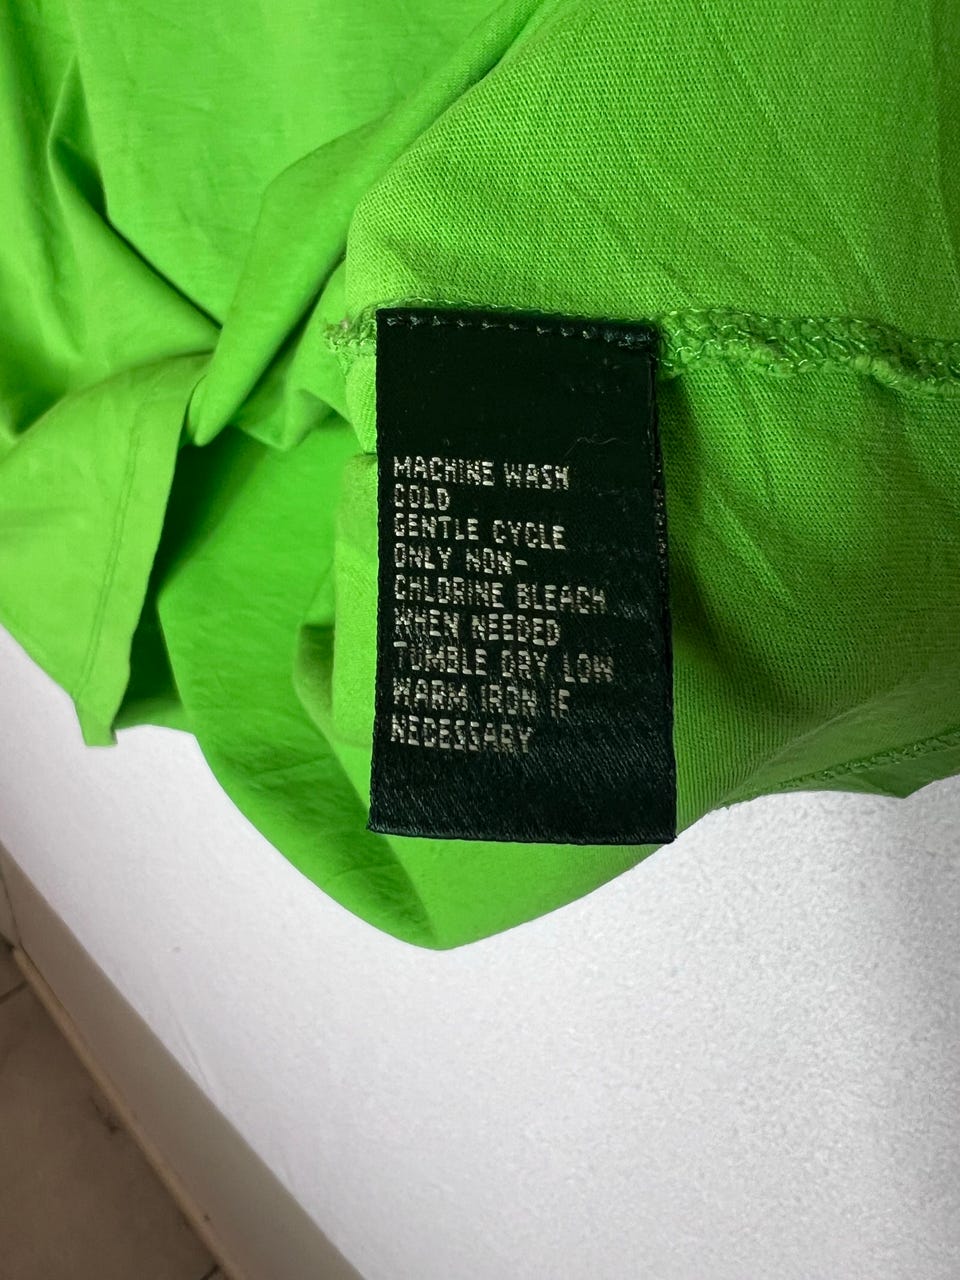 MACHINE WASH
COLD
GENTLE CYCLE
ONLY NON-
CHLORINE BLEACH
WHEN NEEDED
TUMBLE DRY LOW
WARM IRON IF
NECESSARY